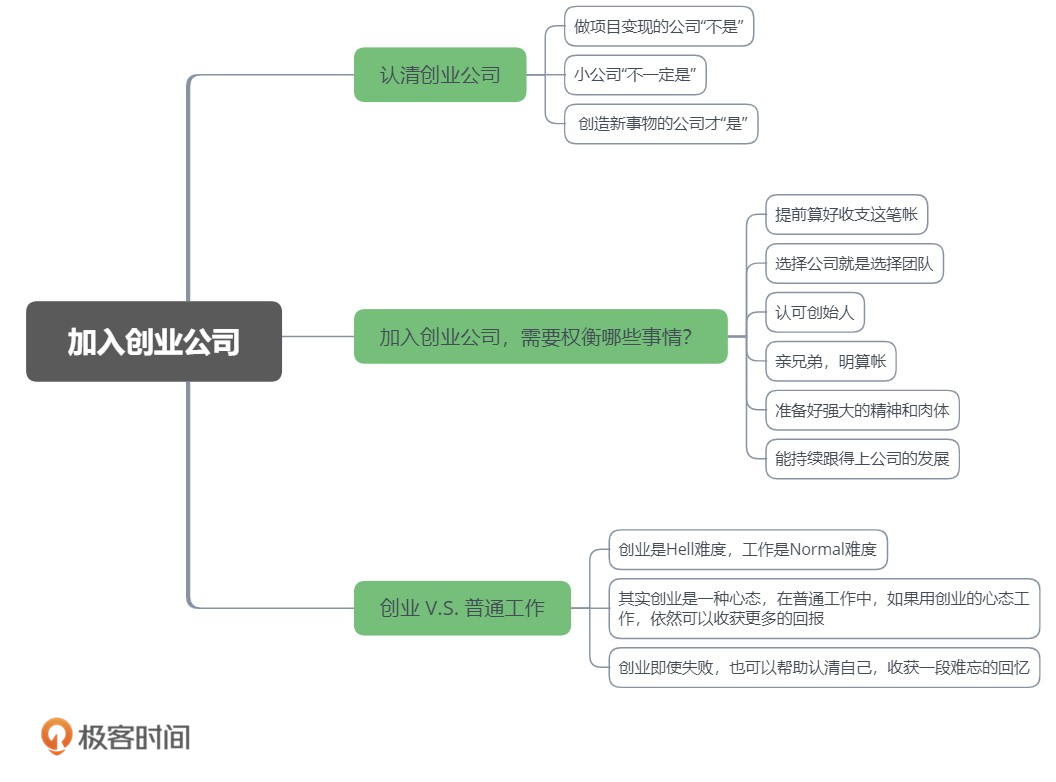 加入创业公司
认清创业公司
做项目变现的公司“不是”
小公司“不一定是”
创造新事物的公司才“是”
加入创业公司，需要权衡哪些事情？
提前算好收支这笔帐
选择公司就是选择团队
认可创始人
亲兄弟，明算帐
准备好强大的精神和肉体
能持续跟得上公司的发展
创业 V.S. 普通工作
创业是Hell难度，工作是Normal难度
其实创业是一种心态，在普通工作中，如果用创业的心态工
作，依然可以收获更多的回报
创业即使失败，也可以帮助认清自己，收获一段难忘的回忆
极客时间